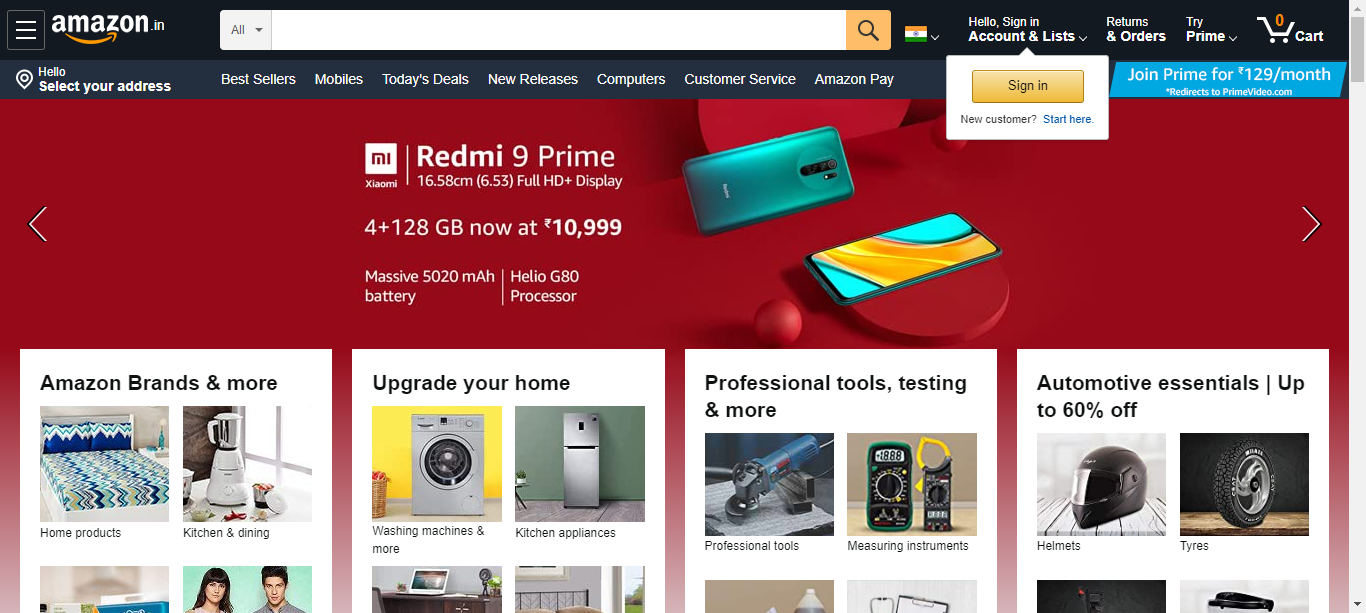 amazon.in
All
Hello, Sign in
Account & Lists
Returns
& Orders
Try
Prime
0
Cart
Hello
Select your address
Best Sellers
Mobiles
Today's Deals
New Releases
Computers
Customer Service
Amazon Pay
Sign in
New customer? Start here.
Join Prime for ₹129/month
*Redirects to PrimeVideo.com
mi
Xiaomi
Redmi 9 Prime
16.58cm (6.53) Full HD+ Display
4+128 GB now at ₹10,999
Massive 5020 mAh
battery
Helio G80
Processor
Redmi
Amazon Brands & more
Home products
Kitchen & dining
Upgrade your home
Washing machines &
more
Kitchen appliances
Professional tools, testing
& more
Professional tools
Measuring instruments
Automotive essentials | Up
to 60% off
Helmets
Tyres